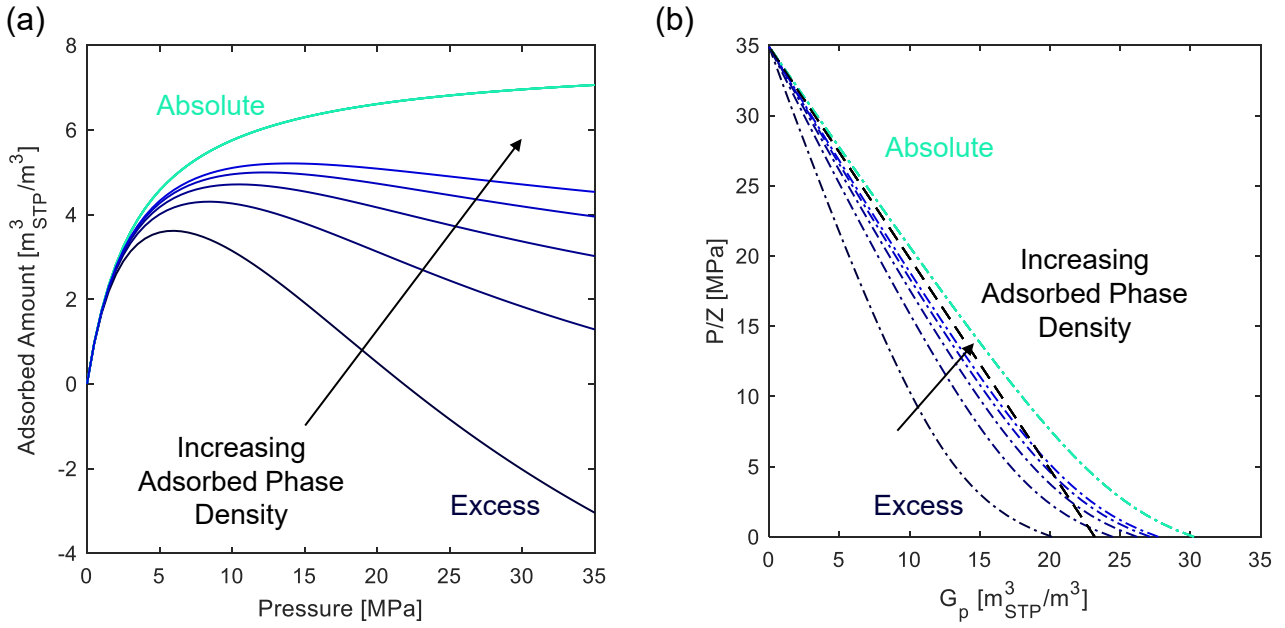 (a)
8
6
4
2
0
-2
-4
Adsorbed Amount [m³STP/m³]
Absolute
Increasing
Adsorbed Phase
Density
Excess
0 5 10 15 20 25 30 35
Pressure [MPa]
(b)
35
30
25
20
15
10
5
0
P/Z [MPa]
Absolute
Increasing
Adsorbed Phase
Density
Excess
0 5 10 15 20 25 30 35
Gp [m³STP/m³]